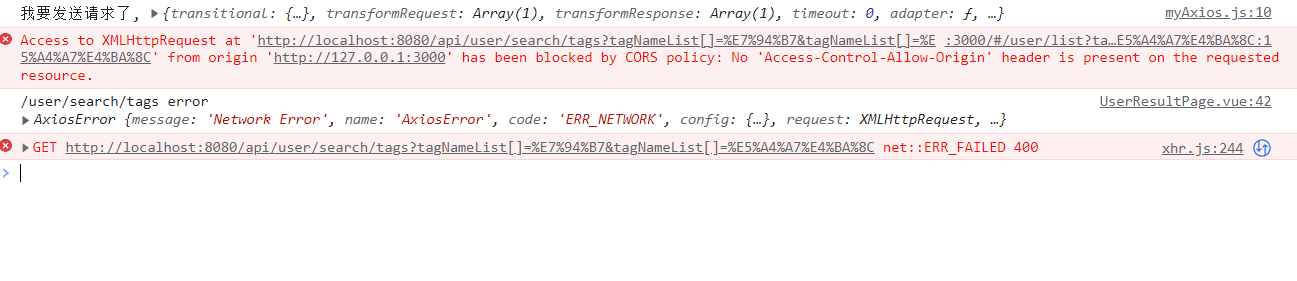 我要发送请求了, ▶{transitional: {…}, transformRequest: Array(1), transformResponse: Array(1), timeout: 0, adapter: ƒ, …} myAxios.js:10
Access to XMLHttpRequest at 'http://localhost:8080/api/user/search/tags?tagNameList[]=%E7%94%B7&tagNameList[]=%E :3000/#/user/list?ta…E5%A4%A7%E4%BA%8C:1
5%A4%A7%E4%BA%8C' from origin 'http://127.0.0.1:3000' has been blocked by CORS policy: No 'Access-Control-Allow-Origin' header is present on the requested
resource.
/user/search/tags error UserResultPage.vue:42
▶AxiosError {message: 'Network Error', name: 'AxiosError', code: 'ERR_NETWORK', config: {…}, request: XMLHttpRequest, …}
▶GET http://localhost:8080/api/user/search/tags?tagNameList[]=%E7%94%B7&tagNameList[]=%E5%A4%A7%E4%BA%8C net::ERR_FAILED 400 xhr.js:244